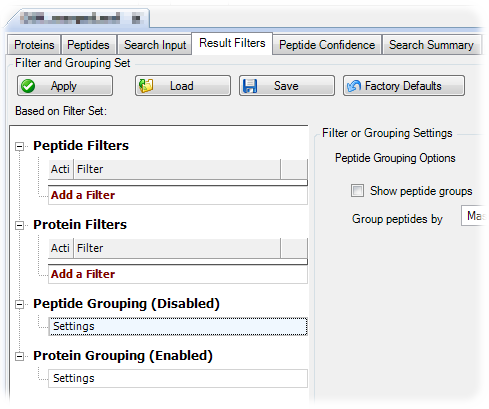 Proteins Peptides Search Input Result Filters Peptide Confidence Search Summary
Filter and Grouping Set
Apply Load Save Factory Defaults
Based on Filter Set:
Peptide Filters
Acti Filter
Add a Filter
Protein Filters
Acti Filter
Add a Filter
Peptide Grouping (Disabled)
Settings
Protein Grouping (Enabled)
Settings
Filter or Grouping Settings
Peptide Grouping Options
Show peptide groups
Group peptides by Mas